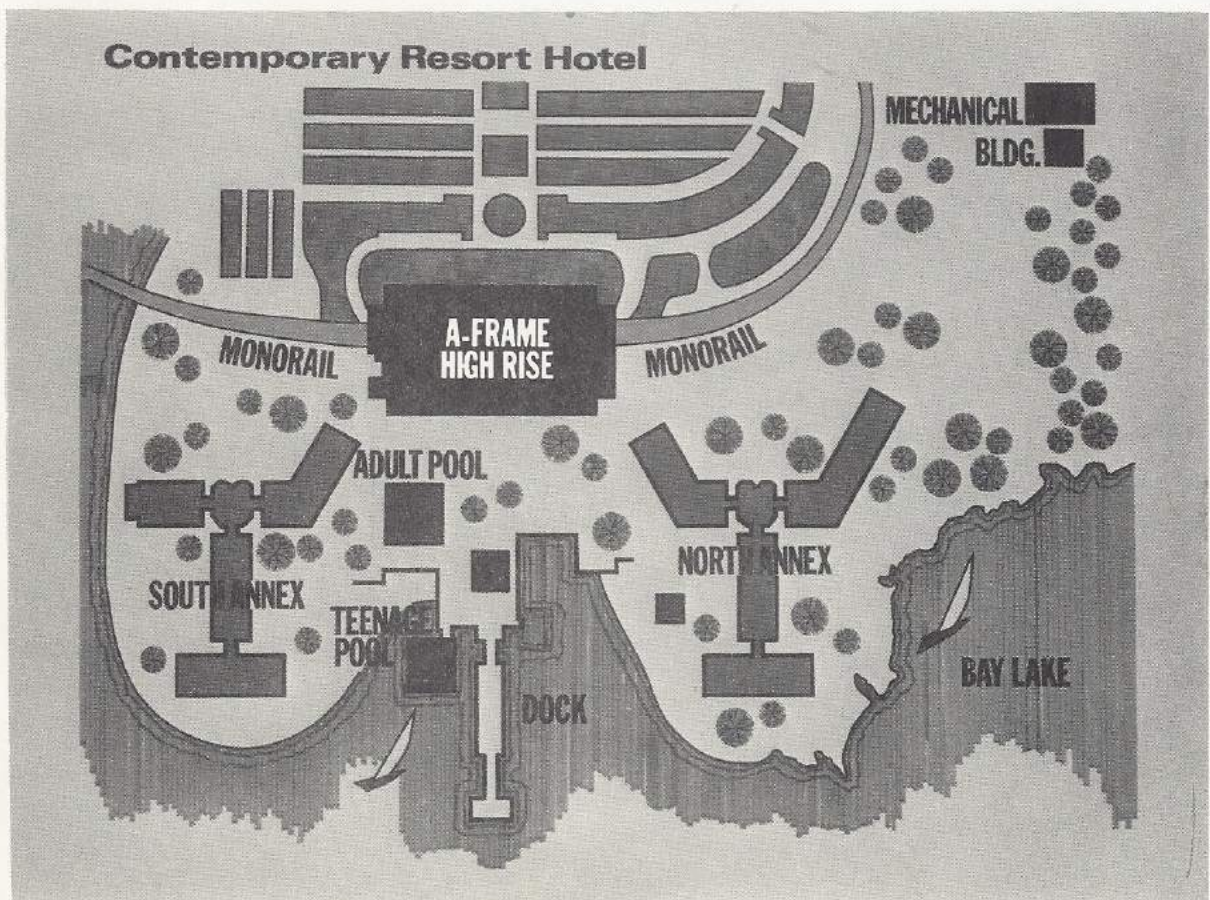 Contemporary Resort Hotel
MECHANICAL
BLDG.
A-FRAME
HIGH RISE
MONORAIL
MONORAIL
ADULT POOL
SOUTH ANNEX
NORTH ANNEX
TEENAGE
POOL
DOCK
BAY LAKE